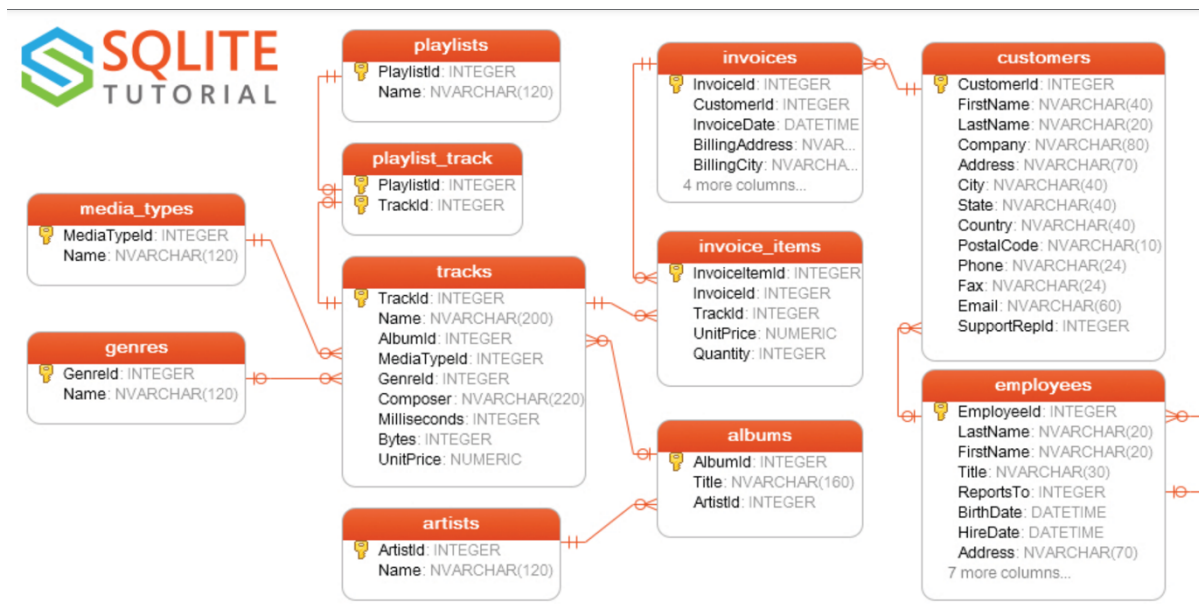 SQLITE
TUTORIAL
playlists
PlaylistId: INTEGER
Name: NVARCHAR(120)
playlist_track
PlaylistId: INTEGER
TrackId: INTEGER
media_types
MediaTypeId: INTEGER
Name: NVARCHAR(120)
genres
GenreId: INTEGER
Name: NVARCHAR(120)
tracks
TrackId: INTEGER
Name: NVARCHAR(200)
AlbumId: INTEGER
MediaTypeId: INTEGER
GenreId: INTEGER
Composer: NVARCHAR(220)
Milliseconds: INTEGER
Bytes: INTEGER
UnitPrice: NUMERIC
artists
ArtistId: INTEGER
Name: NVARCHAR(120)
invoices
InvoiceId: INTEGER
CustomerId: INTEGER
InvoiceDate: DATETIME
BillingAddress: NVAR...
BillingCity: NVARCHA...
4 more columns...
invoice_items
InvoiceItemId: INTEGER
InvoiceId: INTEGER
TrackId: INTEGER
UnitPrice: NUMERIC
Quantity: INTEGER
albums
AlbumId: INTEGER
Title: NVARCHAR(160)
ArtistId: INTEGER
customers
CustomerId: INTEGER
FirstName: NVARCHAR(40)
LastName: NVARCHAR(20)
Company: NVARCHAR(80)
Address: NVARCHAR(70)
City: NVARCHAR(40)
State: NVARCHAR(40)
Country: NVARCHAR(40)
PostalCode: NVARCHAR(10)
Phone: NVARCHAR(24)
Fax: NVARCHAR(24)
Email: NVARCHAR(60)
SupportRepId: INTEGER
employees
EmployeeId: INTEGER
LastName: NVARCHAR(20)
FirstName: NVARCHAR(20)
Title: NVARCHAR(30)
ReportsTo: INTEGER
BirthDate: DATETIME
HireDate: DATETIME
Address: NVARCHAR(70)
7 more columns...